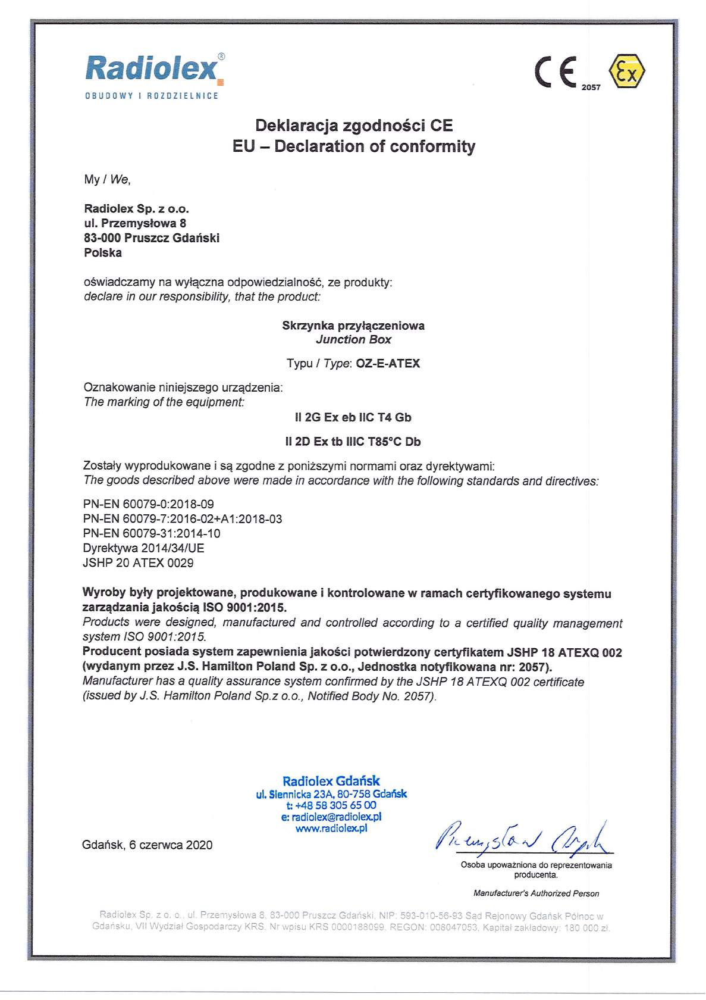 Radiolex®
OBUDOWY I ROZDZIELNICE
CE 2057
Ex
Deklaracja zgodności CE
EU – Declaration of conformity
My / We,
Radiolex Sp. z o.o.
ul. Przemysłowa 8
83-000 Pruszcz Gdański
Polska
oświadczamy na wyłączna odpowiedzialność, ze produkty:
declare in our responsibility, that the product:
Skrzynka przyłączeniowa
Junction Box
Typu / Type: OZ-E-ATEX
Oznakowanie niniejszego urządzenia:
The marking of the equipment:
II 2G Ex eb IIC T4 Gb
II 2D Ex tb IIIC T85°C Db
Zostały wyprodukowane i są zgodne z poniższymi normami oraz dyrektywami:
The goods described above were made in accordance with the following standards and directives:
PN-EN 60079-0:2018-09
PN-EN 60079-7:2016-02+A1:2018-03
PN-EN 60079-31:2014-10
Dyrektywa 2014/34/UE
JSHP 20 ATEX 0029
Wyroby były projektowane, produkowane i kontrolowane w ramach certyfikowanego systemu
zarządzania jakością ISO 9001:2015.
Products were designed, manufactured and controlled according to a certified quality management
system ISO 9001:2015.
Producent posiada system zapewnienia jakości potwierdzony certyfikatem JSHP 18 ATEXQ 002
(wydanym przez J.S. Hamilton Poland Sp. z o.o., Jednostka notyfikowana nr: 2057).
Manufacturer has a quality assurance system confirmed by the JSHP 18 ATEXQ 002 certificate
(issued by J.S. Hamilton Poland Sp.z o.o., Notified Body No. 2057).
Radiolex Gdańsk
ul. Siennicka 23A, 80-758 Gdańsk
t: +48 58 305 65 00
e: radiolex@radiolex.pl
www.radiolex.pl
Gdańsk, 6 czerwca 2020
Przemysław
Osoba upoważniona do reprezentowania
producenta.
Manufacturer's Authorized Person
Radiolex Sp. z o. o., ul. Przemysłowa 8, 83-000 Pruszcz Gdański, NIP: 593-010-56-93 Sąd Rejonowy Gdańsk Północ w
Gdańsku, VII Wydział Gospodarczy KRS, Nr wpisu KRS 0000188099, REGON: 008047053, Kapitał zakładowy: 180 000 zł.